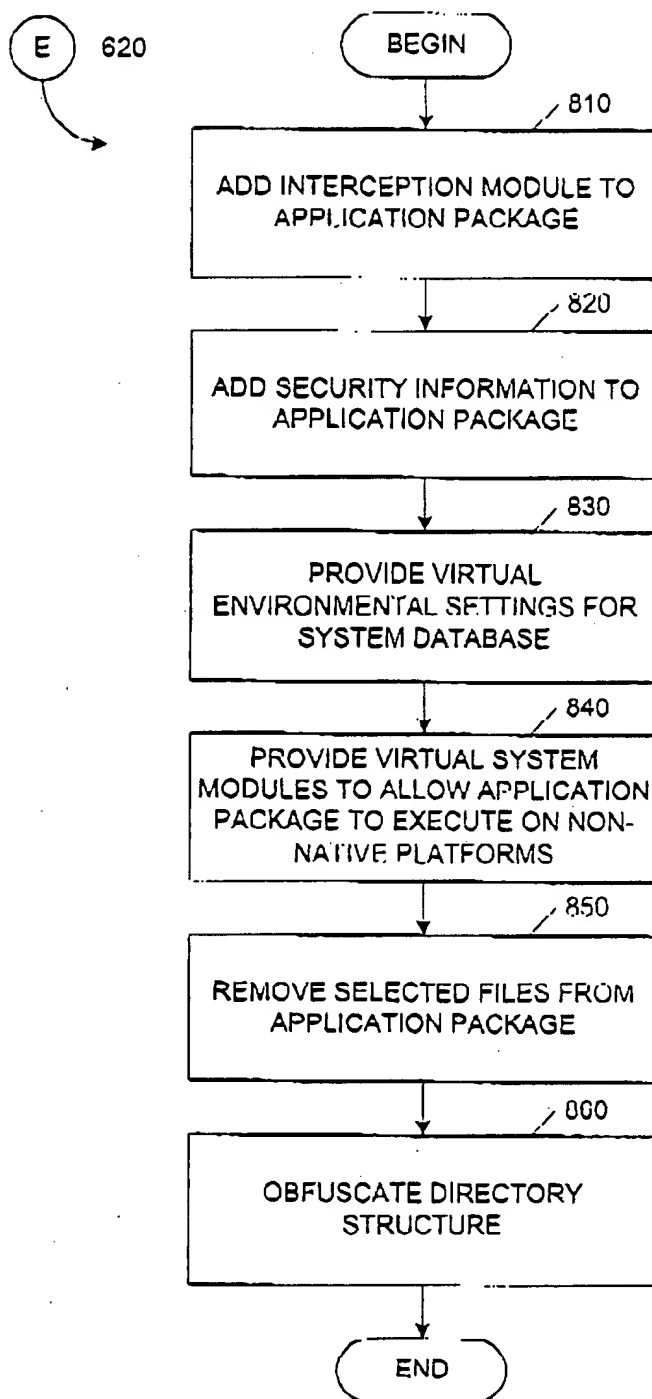 E 620
BEGIN
810
ADD INTERCEPTION MODULE TO
APPLICATION PACKAGE
820
ADD SECURITY INFORMATION TO
APPLICATION PACKAGE
830
PROVIDE VIRTUAL
ENVIRONMENTAL SETTINGS FOR
SYSTEM DATABASE
840
PROVIDE VIRTUAL SYSTEM
MODULES TO ALLOW APPLICATION
PACKAGE TO EXECUTE ON NON-
NATIVE PLATFORMS
850
REMOVE SELECTED FILES FROM
APPLICATION PACKAGE
860
OBFUSCATE DIRECTORY
STRUCTURE
END